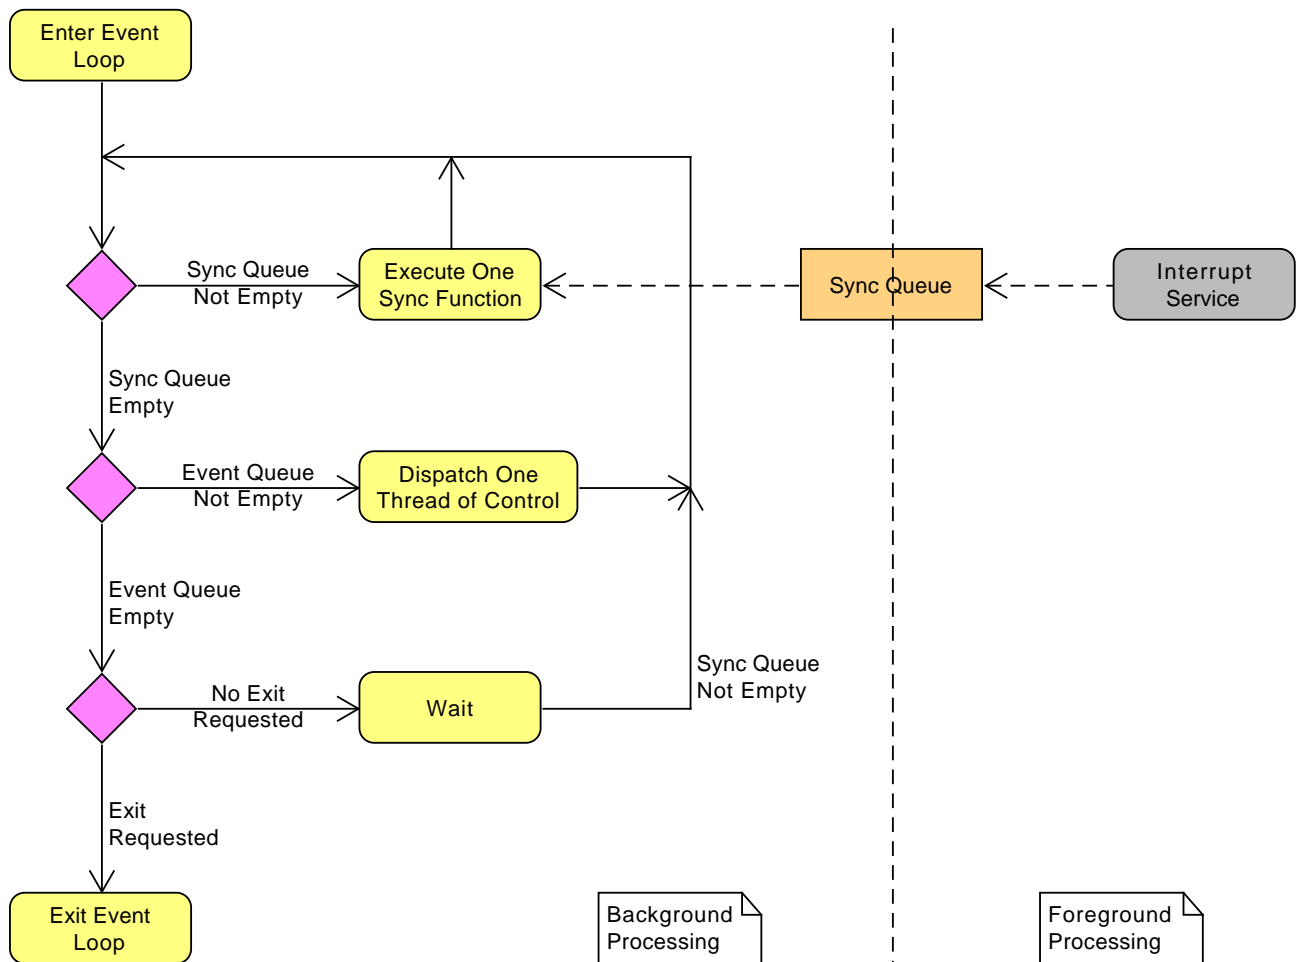 Enter Event
Loop
Sync Queue
Not Empty
Execute One
Sync Function
Sync Queue
Interrupt
Service
Sync Queue
Empty
Event Queue
Not Empty
Dispatch One
Thread of Control
Event Queue
Empty
No Exit
Requested
Wait
Sync Queue
Not Empty
Exit
Requested
Exit Event
Loop
Background
Processing
Foreground
Processing